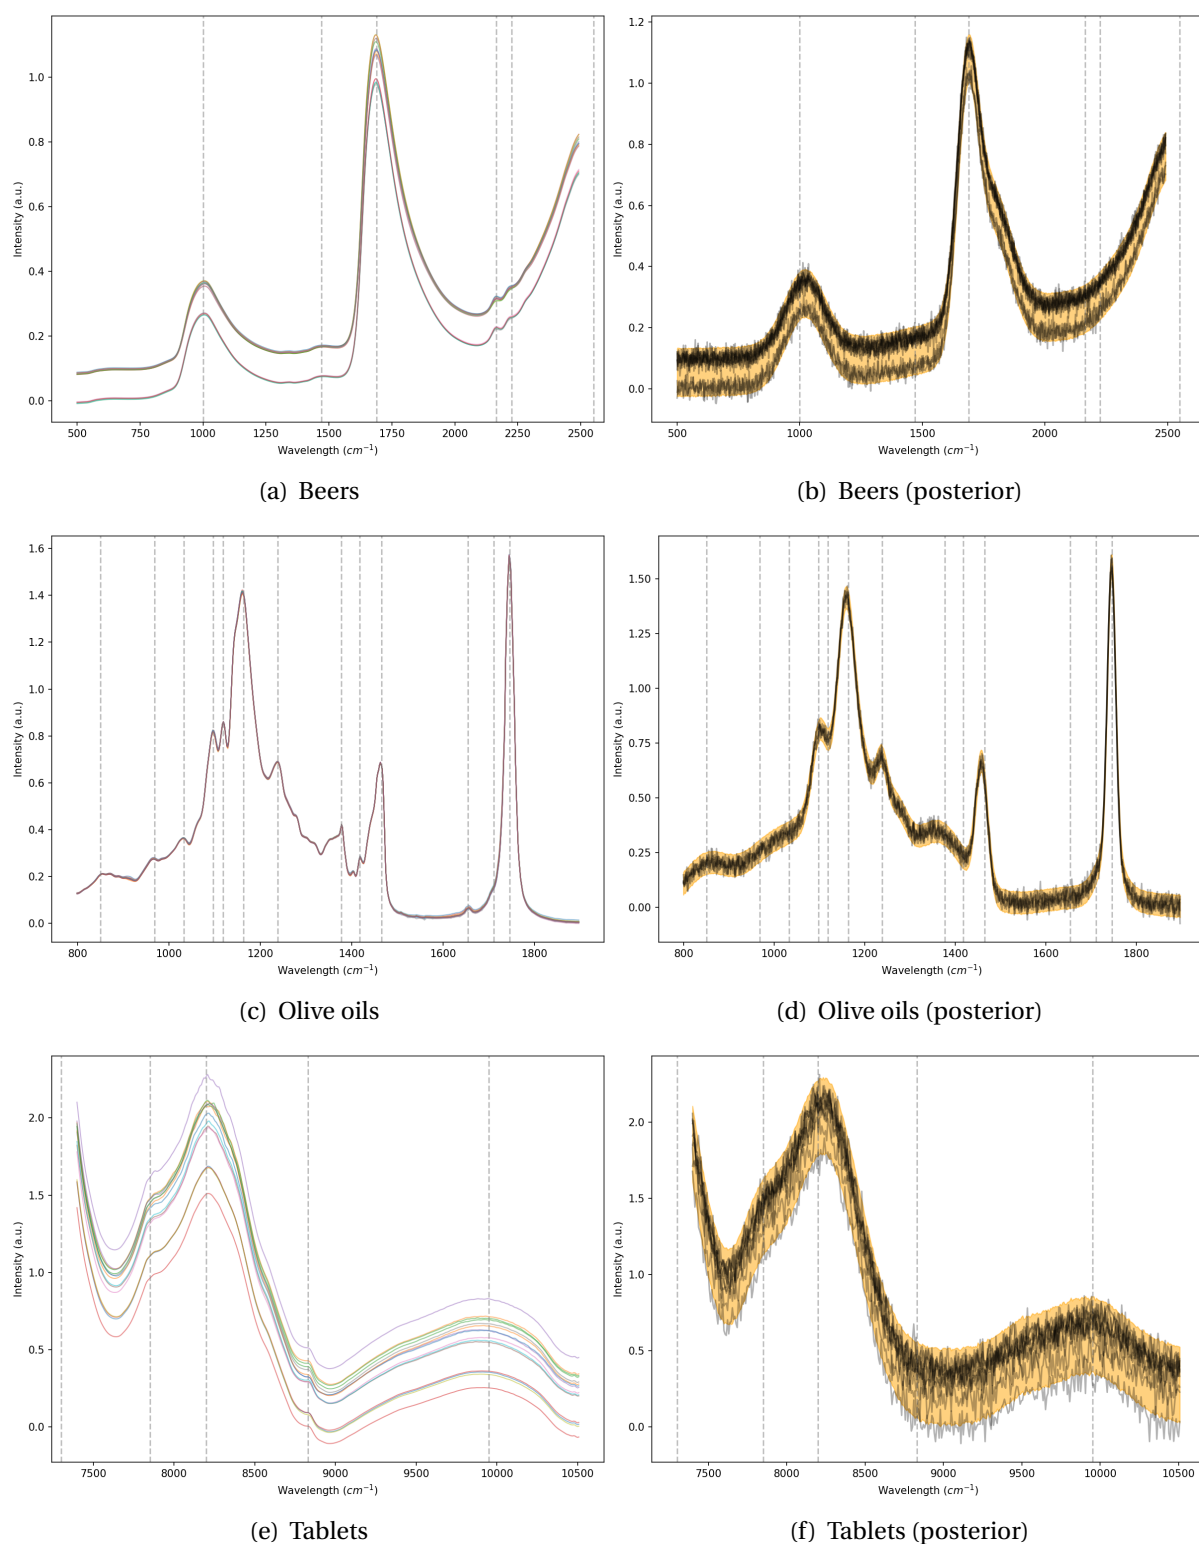 1.0
0.8
0.6
0.4
0.2
0.0
Intensity (a.u.)
500 750 1000 1250 1500 1750 2000 2250 2500
Wavelength (cm⁻¹)
(a) Beers
1.2
1.0
0.8
0.6
0.4
0.2
0.0
Intensity (a.u.)
500 1000 1500 2000 2500
Wavelength (cm⁻¹)
(b) Beers (posterior)
1.6
1.4
1.2
1.0
0.8
0.6
0.4
0.2
0.0
Intensity (a.u.)
800 1000 1200 1400 1600 1800
Wavelength (cm⁻¹)
(c) Olive oils
1.50
1.25
1.00
0.75
0.50
0.25
0.00
Intensity (a.u.)
800 1000 1200 1400 1600 1800
Wavelength (cm⁻¹)
(d) Olive oils (posterior)
2.0
1.5
1.0
0.5
0.0
Intensity (a.u.)
7500 8000 8500 9000 9500 10000 10500
Wavelength (cm⁻¹)
(e) Tablets
2.0
1.5
1.0
0.5
0.0
Intensity (a.u.)
7500 8000 8500 9000 9500 10000 10500
Wavelength (cm⁻¹)
(f) Tablets (posterior)